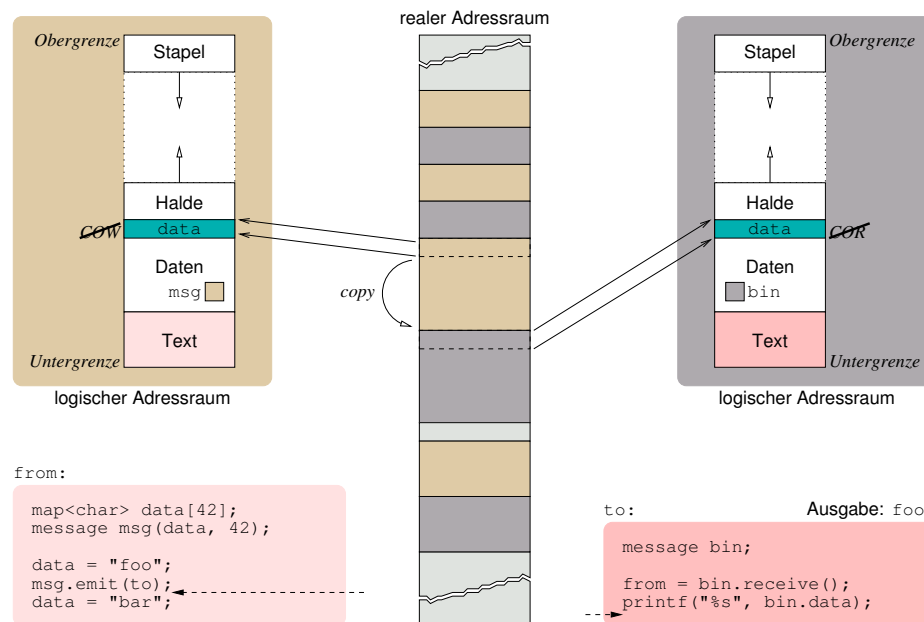 realer Adressraum
Obergrenze
Stapel
Halde
COW
data
Daten
msg
Text
Untergrenze
logischer Adressraum
copy
Stapel
Obergrenze
Halde
data
COR
Daten
bin
Text
Untergrenze
logischer Adressraum
from:
map<char> data[42];
message msg(data, 42);
data = "foo";
msg.emit(to);
data = "bar";
to:
Ausgabe: foo
message bin;
from = bin.receive();
printf("%s", bin.data);